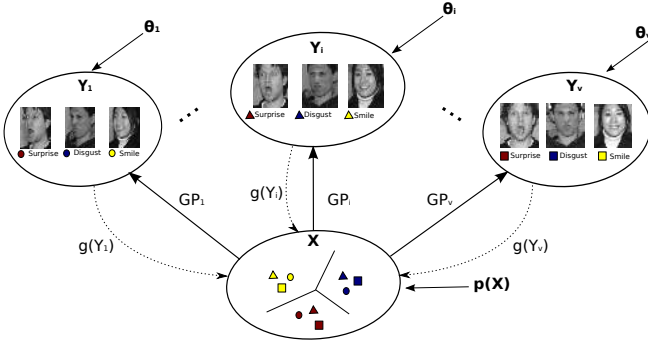 θ₁
θᵢ
θᵥ
Y₁
Yᵢ
Yᵥ
Surprise Disgust Smile
Surprise Disgust Smile
Surprise Disgust Smile
GP₁
g(Yᵢ)
GPᵢ
GPᵥ
g(Y₁)
g(Yᵥ)
X
p(X)